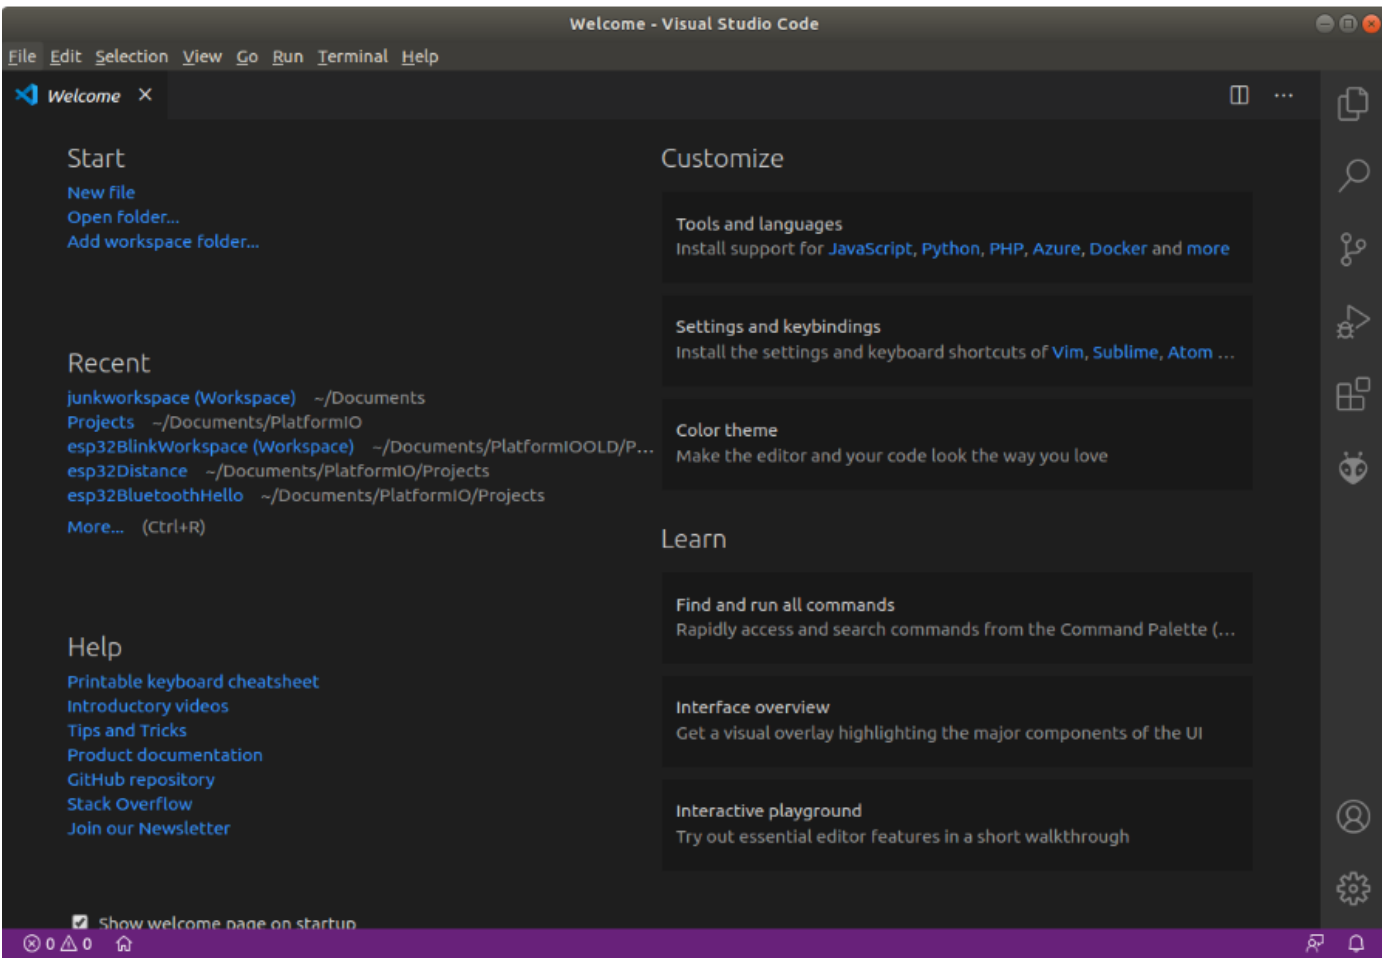 Welcome - Visual Studio Code
File Edit Selection View Go Run Terminal Help
Welcome
Start
New file
Open folder...
Add workspace folder...
Recent
junkworkspace (Workspace) ~/Documents
Projects ~/Documents/PlatformIO
esp32BlinkWorkspace (Workspace) ~/Documents/PlatformIOOLD/P...
esp32Distance ~/Documents/PlatformIO/Projects
esp32BluetoothHello ~/Documents/PlatformIO/Projects
More... (Ctrl+R)
Help
Printable keyboard cheatsheet
Introductory videos
Tips and Tricks
Product documentation
GitHub repository
Stack Overflow
Join our Newsletter
Show welcome page on startup
Customize
Tools and languages
Install support for JavaScript, Python, PHP, Azure, Docker and more
Settings and keybindings
Install the settings and keyboard shortcuts of Vim, Sublime, Atom ...
Color theme
Make the editor and your code look the way you love
Learn
Find and run all commands
Rapidly access and search commands from the Command Palette (...
Interface overview
Get a visual overlay highlighting the major components of the UI
Interactive playground
Try out essential editor features in a short walkthrough
0 0